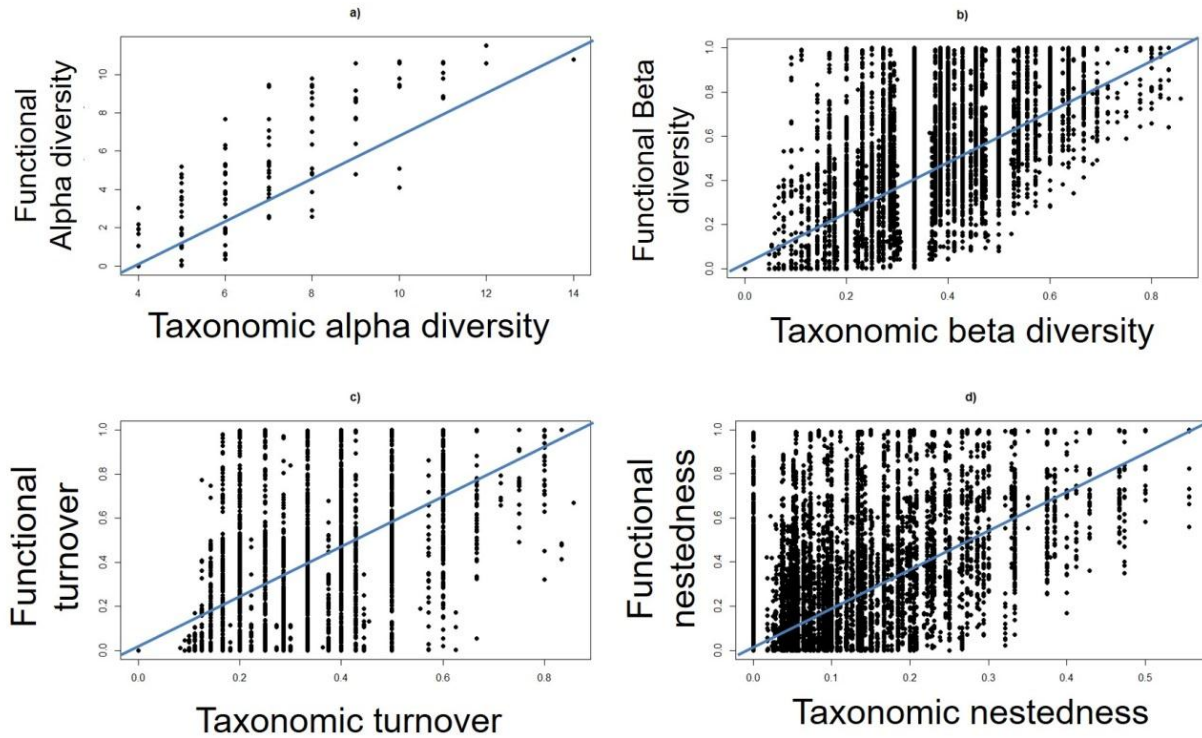 a)
Functional
Alpha diversity
10
8
6
4
2
0
4 6 8 10 12 14
Taxonomic alpha diversity
b)
Functional Beta
diversity
1.0
0.8
0.6
0.4
0.2
0.0
0.0 0.2 0.4 0.6 0.8
Taxonomic beta diversity
c)
Functional
turnover
1.0
0.8
0.6
0.4
0.2
0.0
0.0 0.2 0.4 0.6 0.8
Taxonomic turnover
d)
Functional
nestedness
1.0
0.8
0.6
0.4
0.2
0.0
0.0 0.1 0.2 0.3 0.4 0.5
Taxonomic nestedness